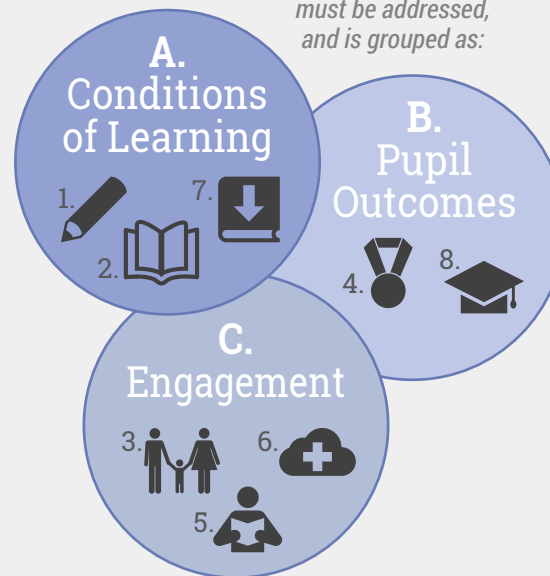 must be addressed,
and is grouped as:
A.
Conditions
of Learning
1.
7.
2.
B.
Pupil
Outcomes
4.
8.
C.
Engagement
3.
6.
5.